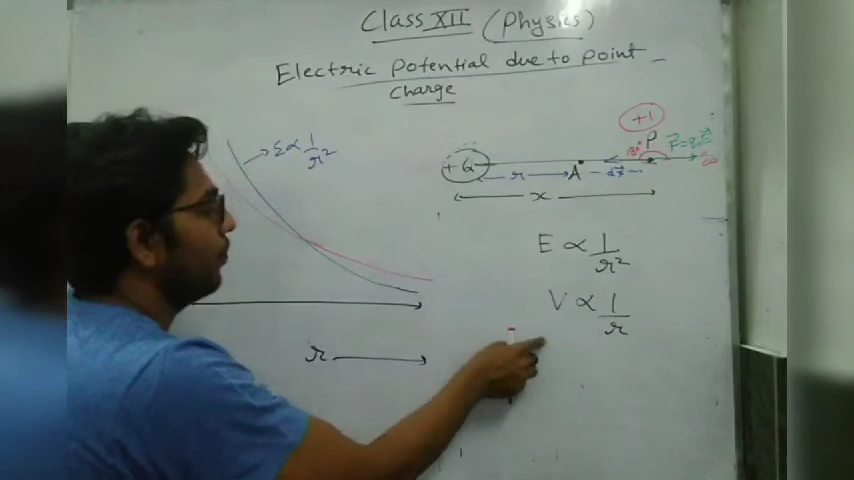 Class XII (Physics)
Electric Potential due to point
charge
ε ∝ 1/r²
+1
+Q
r
A
P
x
E ∝ 1/r²
V ∝ 1/r
r